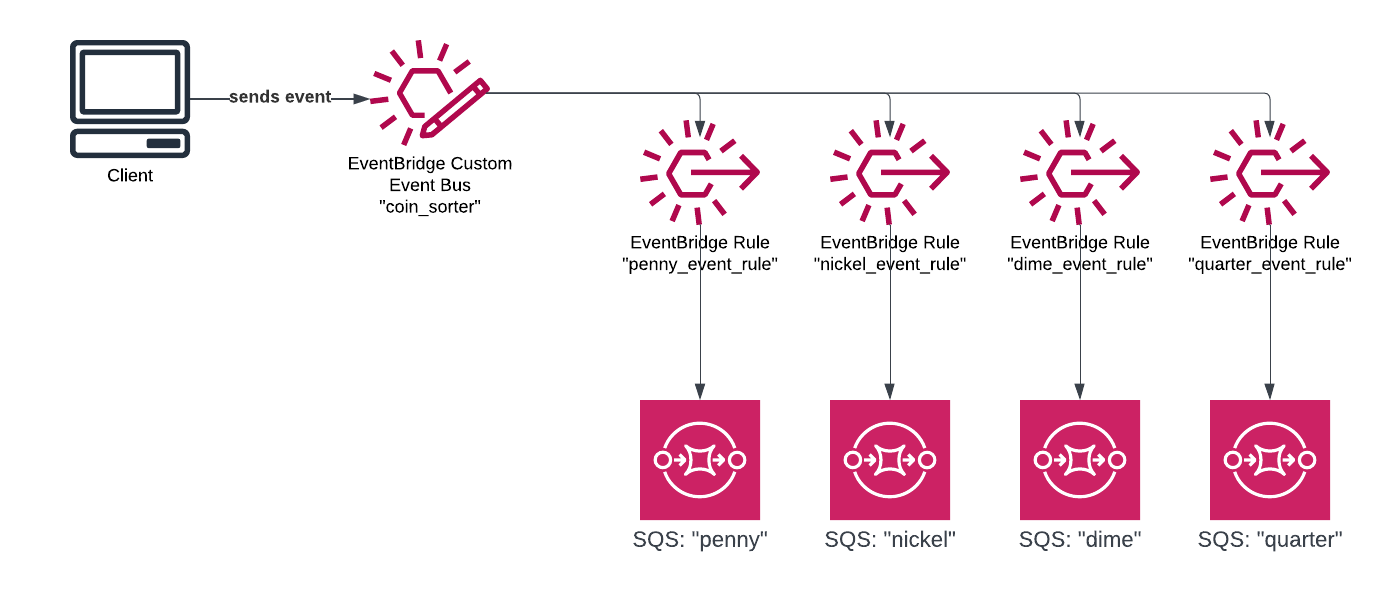 sends event
Client
EventBridge Custom
Event Bus
"coin_sorter"
EventBridge Rule
"penny_event_rule"
EventBridge Rule
"nickel_event_rule"
EventBridge Rule
"dime_event_rule"
EventBridge Rule
"quarter_event_rule"
SQS: "penny"
SQS: "nickel"
SQS: "dime"
SQS: "quarter"